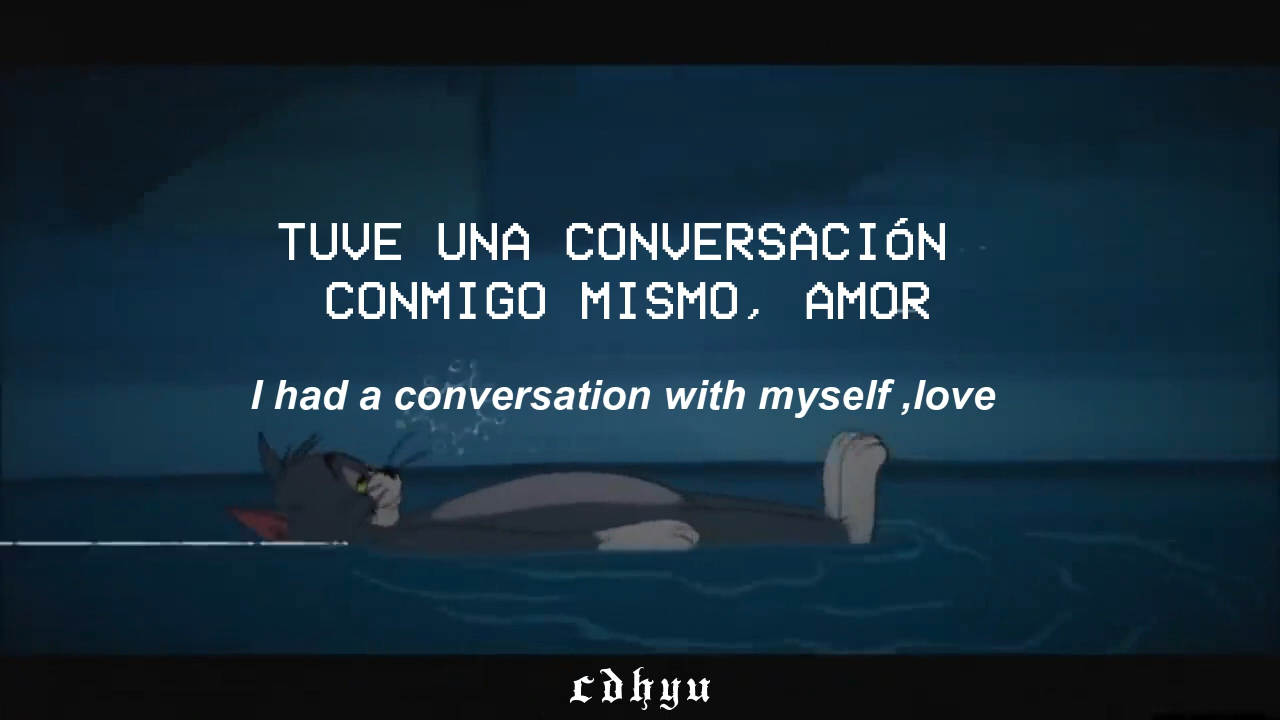 TUVE UNA CONVERSACIÓN
CONMIGO MISMO, AMOR
I had a conversation with myself ,love
cdhyu